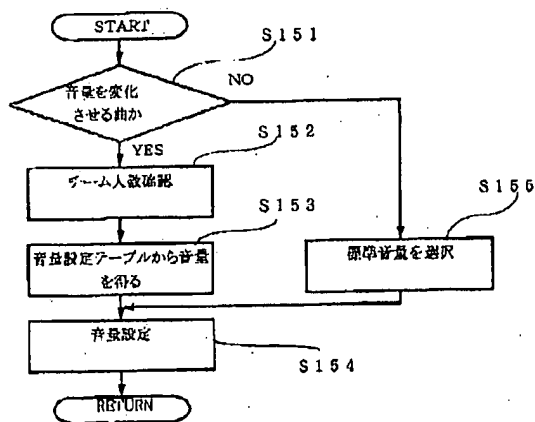 START
S151
音量を変化
させる曲か
NO
YES
S152
チーム人数確認
S153
音量設定テーブルから音量
を得る
S155
標準音量を選択
音量設定
S154
RETURN